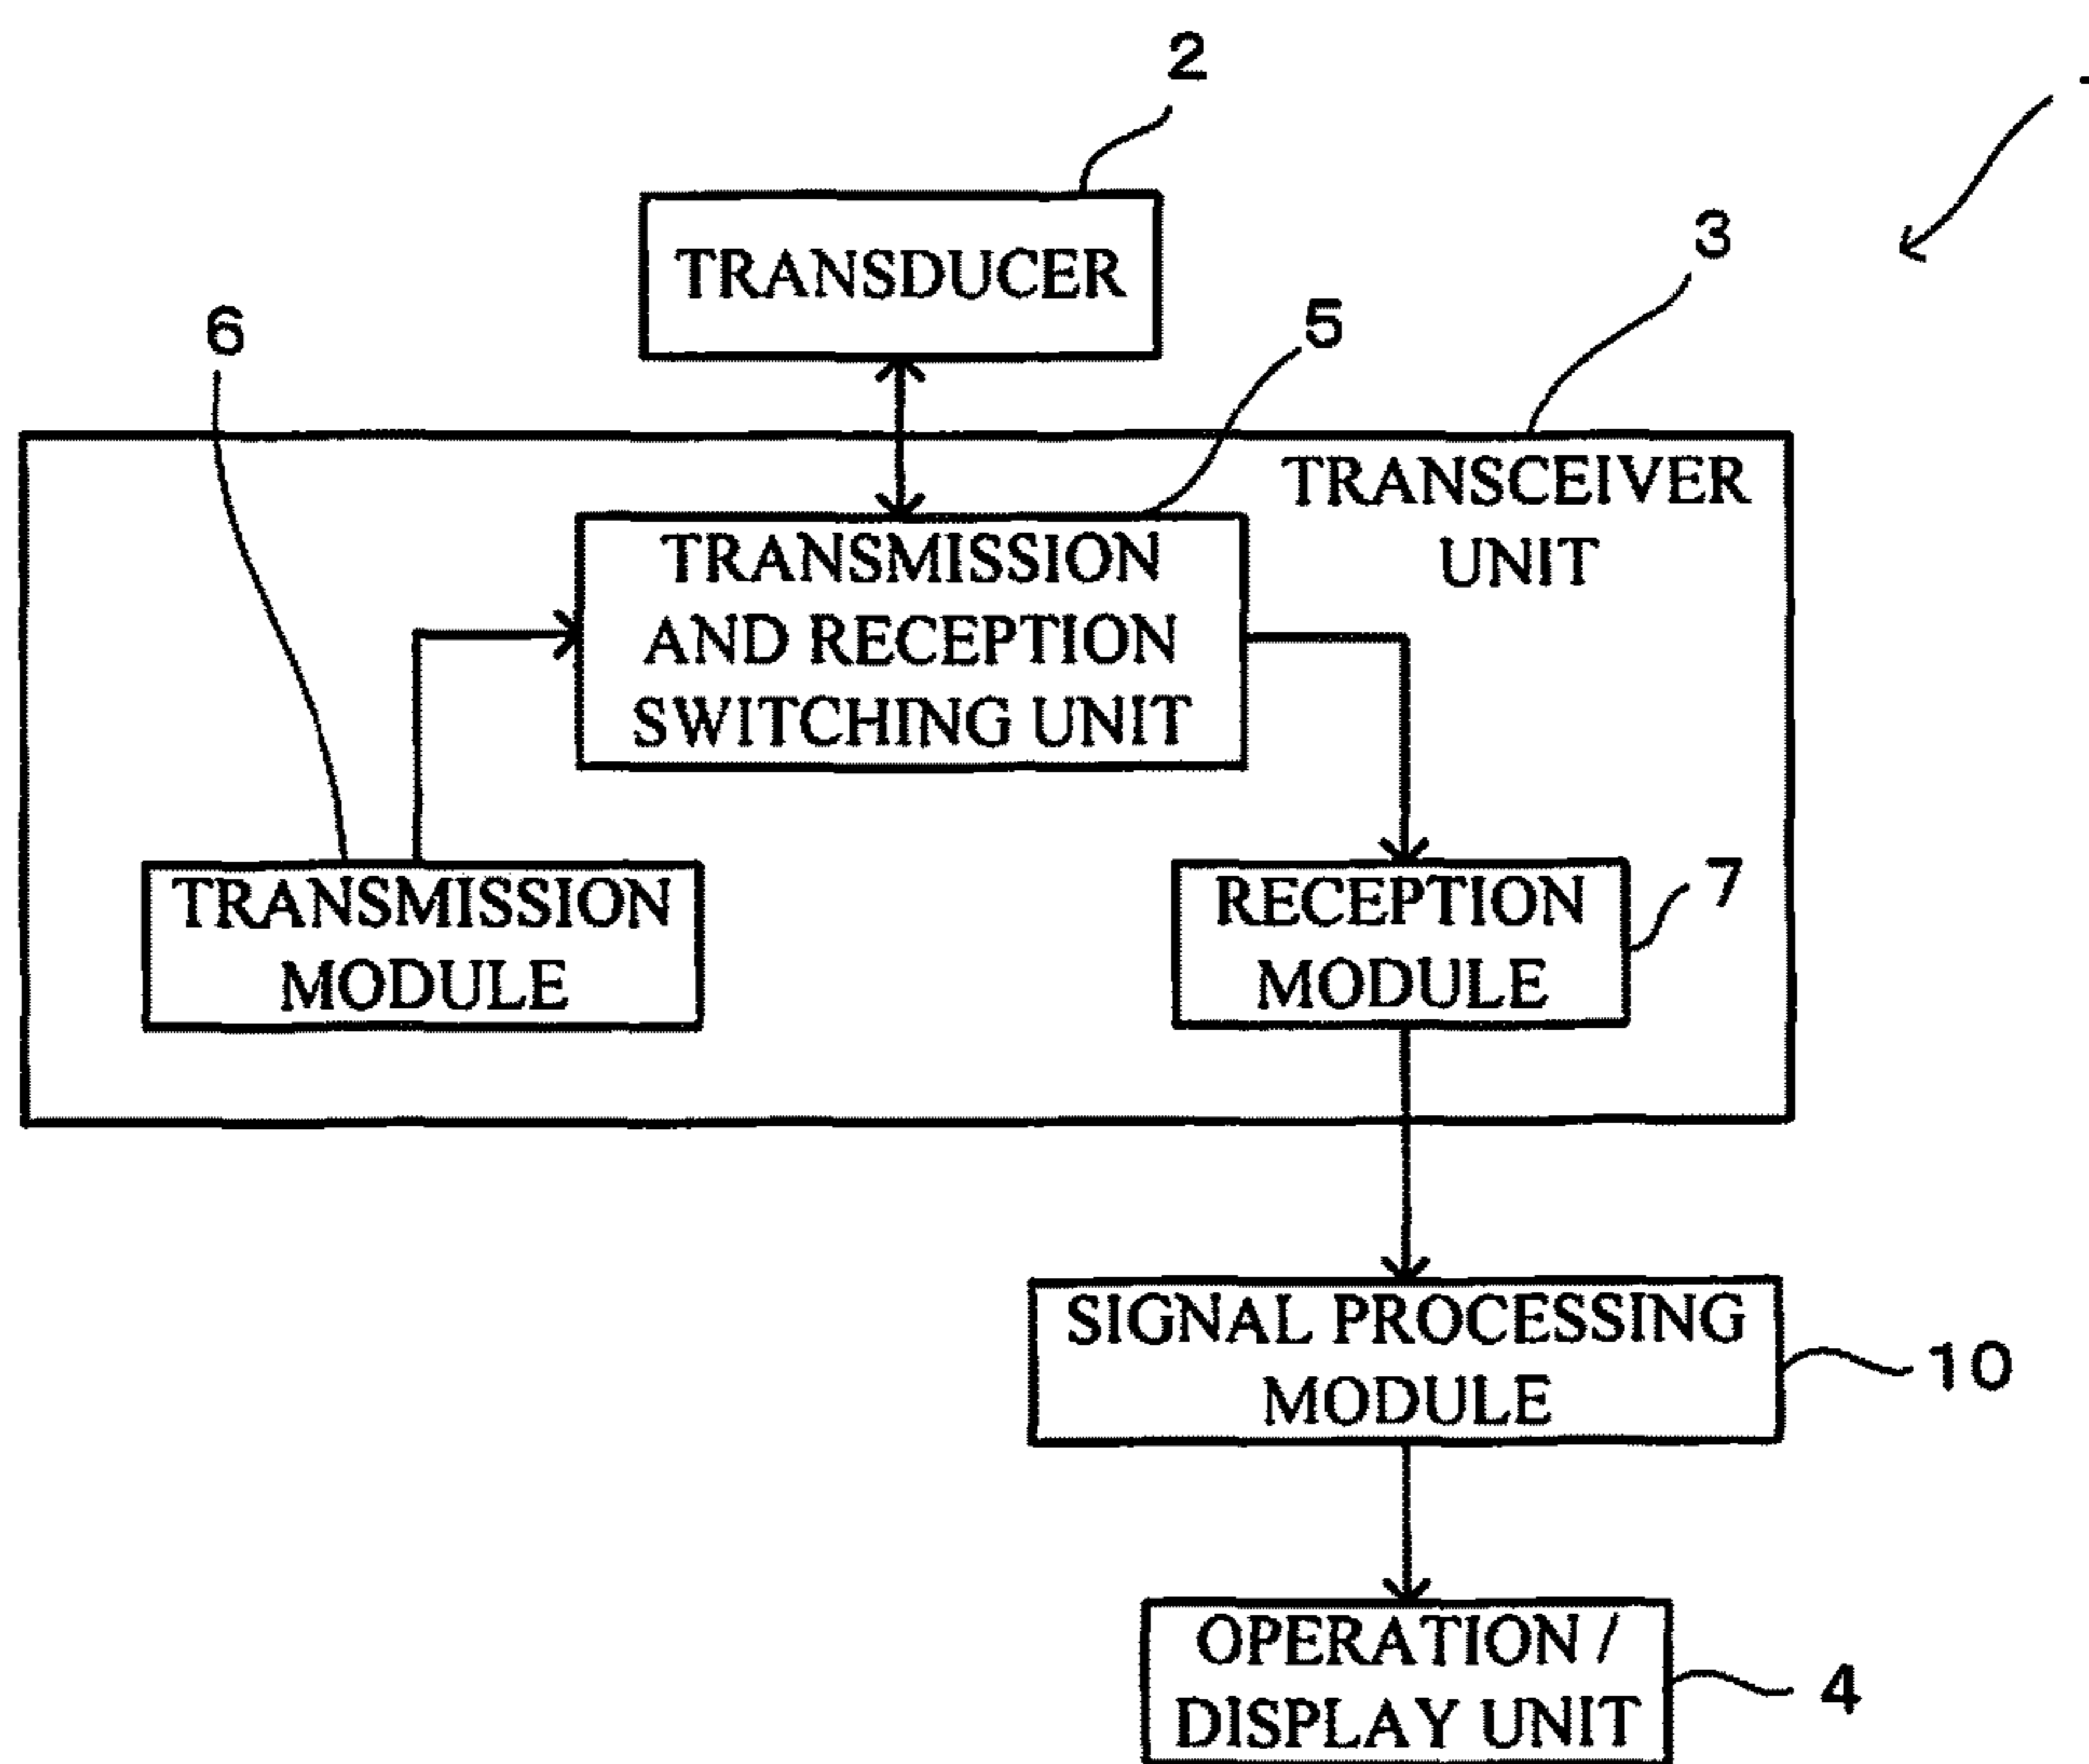 2
3
TRANSDUCER
6
5
TRANSCEIVER
UNIT
TRANSMISSION
AND RECEPTION
SWITCHING UNIT
TRANSMISSION
MODULE
RECEPTION
MODULE
7
SIGNAL PROCESSING
MODULE
10
OPERATION /
DISPLAY UNIT
4